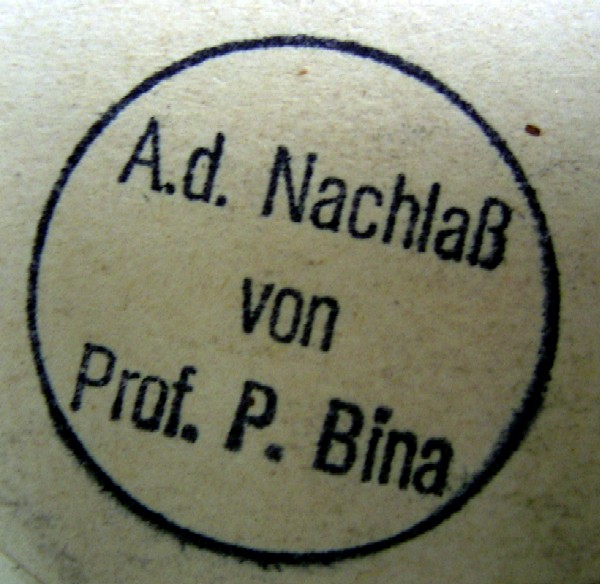 A.d. Nachlaß
von
Prof. P. Bina